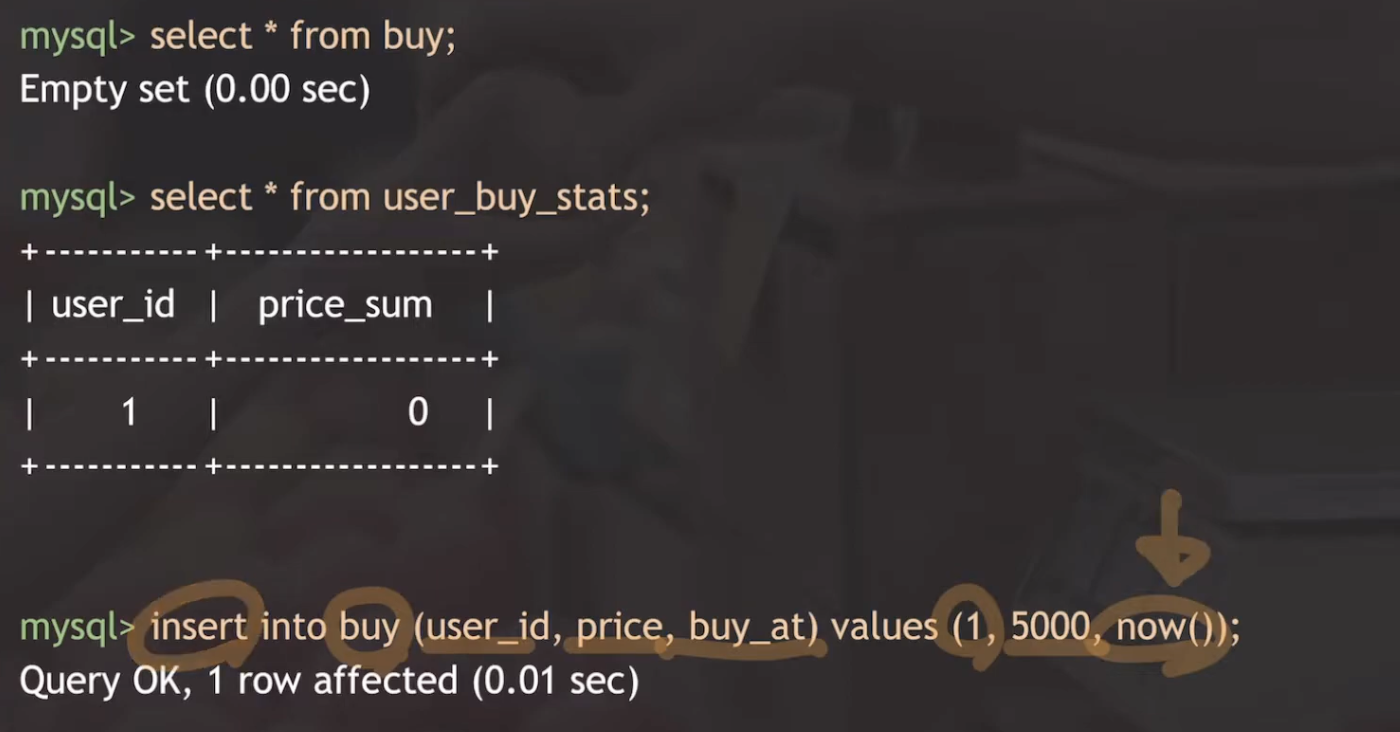 mysql> select * from buy;
Empty set (0.00 sec)
mysql> select * from user_buy_stats;
+-----------+------------------+
| user_id | price_sum |
+-----------+------------------+
| 1 | 0 |
+-----------+------------------+
mysql> insert into buy (user_id, price, buy_at) values (1, 5000, now());
Query OK, 1 row affected (0.01 sec)